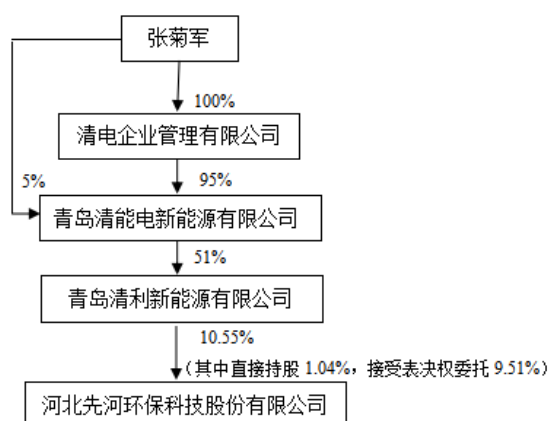 张菊军
100%
清电企业管理有限公司
5%
95%
青岛清能电新能源有限公司
51%
青岛清利新能源有限公司
10.55%
（其中直接持股 1.04%，接受表决权委托 9.51%）
河北先河环保科技股份有限公司